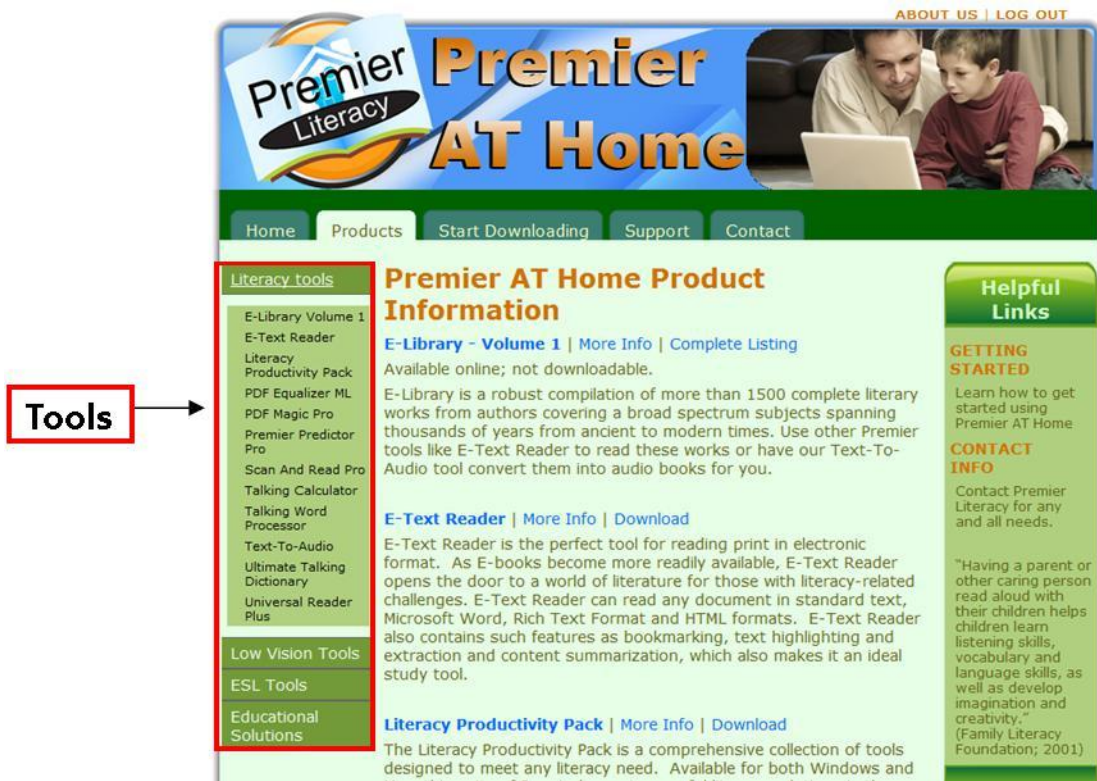 ABOUT US | LOG OUT
Premier
Literacy
Premier
AT Home
Home
Products
Start Downloading
Support
Contact
Tools
Literacy tools
E-Library Volume 1
E-Text Reader
Literacy
Productivity Pack
PDF Equalizer ML
PDF Magic Pro
Premier Predictor
Pro
Scan And Read Pro
Talking Calculator
Talking Word
Processor
Text-To-Audio
Ultimate Talking
Dictionary
Universal Reader
Plus
Low Vision Tools
ESL Tools
Educational
Solutions
Premier AT Home Product
Information
E-Library - Volume 1 | More Info | Complete Listing
Available online; not downloadable.
E-Library is a robust compilation of more than 1500 complete literary
works from authors covering a broad spectrum subjects spanning
thousands of years from ancient to modern times. Use other Premier
tools like E-Text Reader to read these works or have our Text-To-
Audio tool convert them into audio books for you.
E-Text Reader | More Info | Download
E-Text Reader is the perfect tool for reading print in electronic
format. As E-books become more readily available, E-Text Reader
opens the door to a world of literature for those with literacy-related
challenges. E-Text Reader can read any document in standard text,
Microsoft Word, Rich Text Format and HTML formats. E-Text Reader
also contains such features as bookmarking, text highlighting and
extraction and content summarization, which also makes it an ideal
study tool.
Literacy Productivity Pack | More Info | Download
The Literacy Productivity Pack is a comprehensive collection of tools
designed to meet any literacy need. Available for both Windows and
Helpful
Links
GETTING
STARTED
Learn how to get
started using
Premier AT Home
CONTACT
INFO
Contact Premier
Literacy for any
and all needs.
"Having a parent or
other caring person
read aloud with
their children helps
children learn
listening skills,
vocabulary and
language skills, as
well as develop
imagination and
creativity."
(Family Literacy
Foundation; 2001)